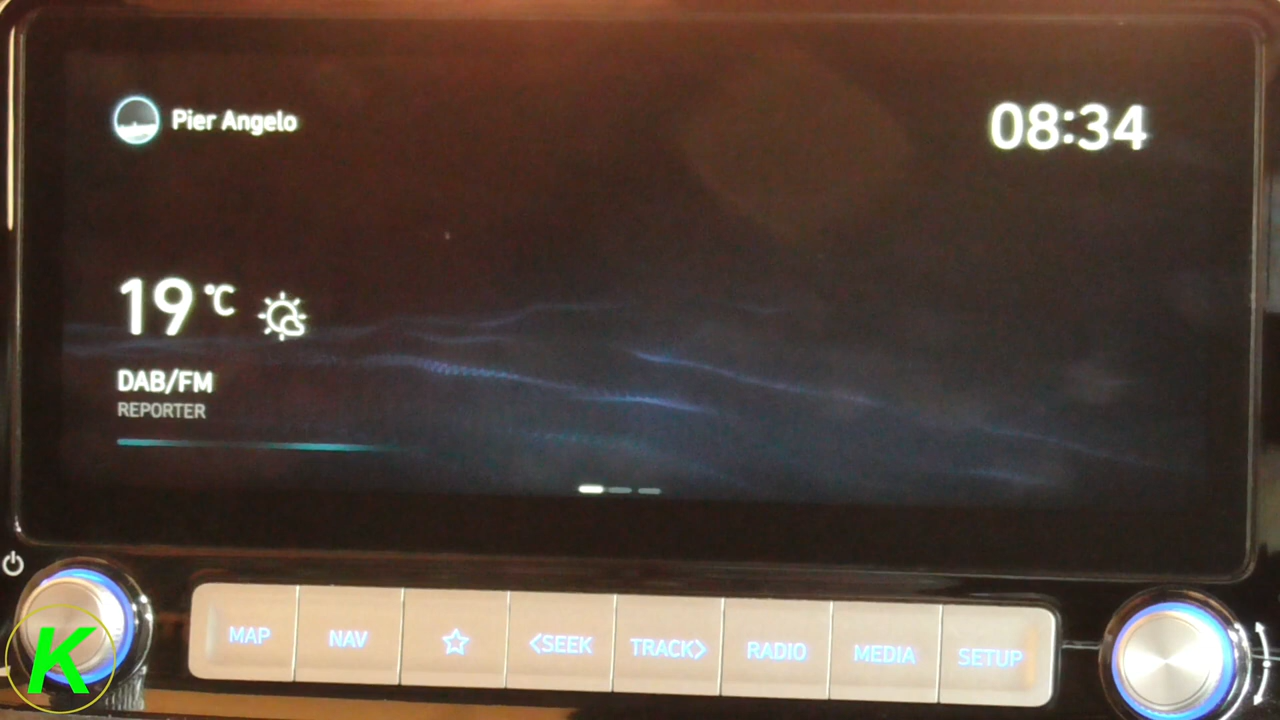 Pier Angelo
08:34
19 °C
DAB/FM
REPORTER
MAP
NAV
<SEEK
TRACK>
RADIO
MEDIA
SETUP
K